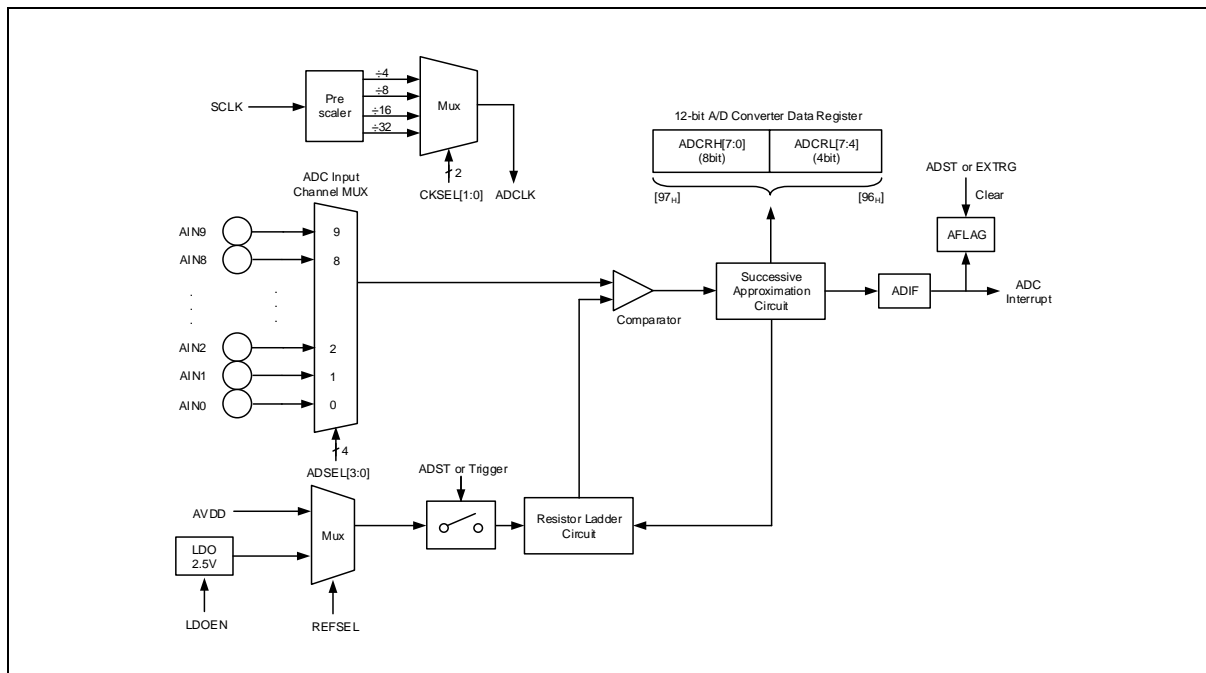 SCLK
Pre
scaler
÷4
÷8
÷16
÷32
Mux
2
CKSEL[1:0]
ADCLK
12-bit A/D Converter Data Register
ADCRH[7:0]
(8bit)
ADCRL[7:4]
(4bit)
[97H]
[96H]
ADST or EXTRG
Clear
AFLAG
ADC Input
Channel MUX
AIN9
9
AIN8
8
. .
. .
. .
AIN2
2
AIN1
1
AIN0
0
4
ADSEL[3:0]
Comparator
Successive
Approximation
Circuit
ADIF
ADC
Interrupt
AVDD
LDO
2.5V
LDOEN
Mux
REFSEL
ADST or Trigger
Resistor Ladder
Circuit